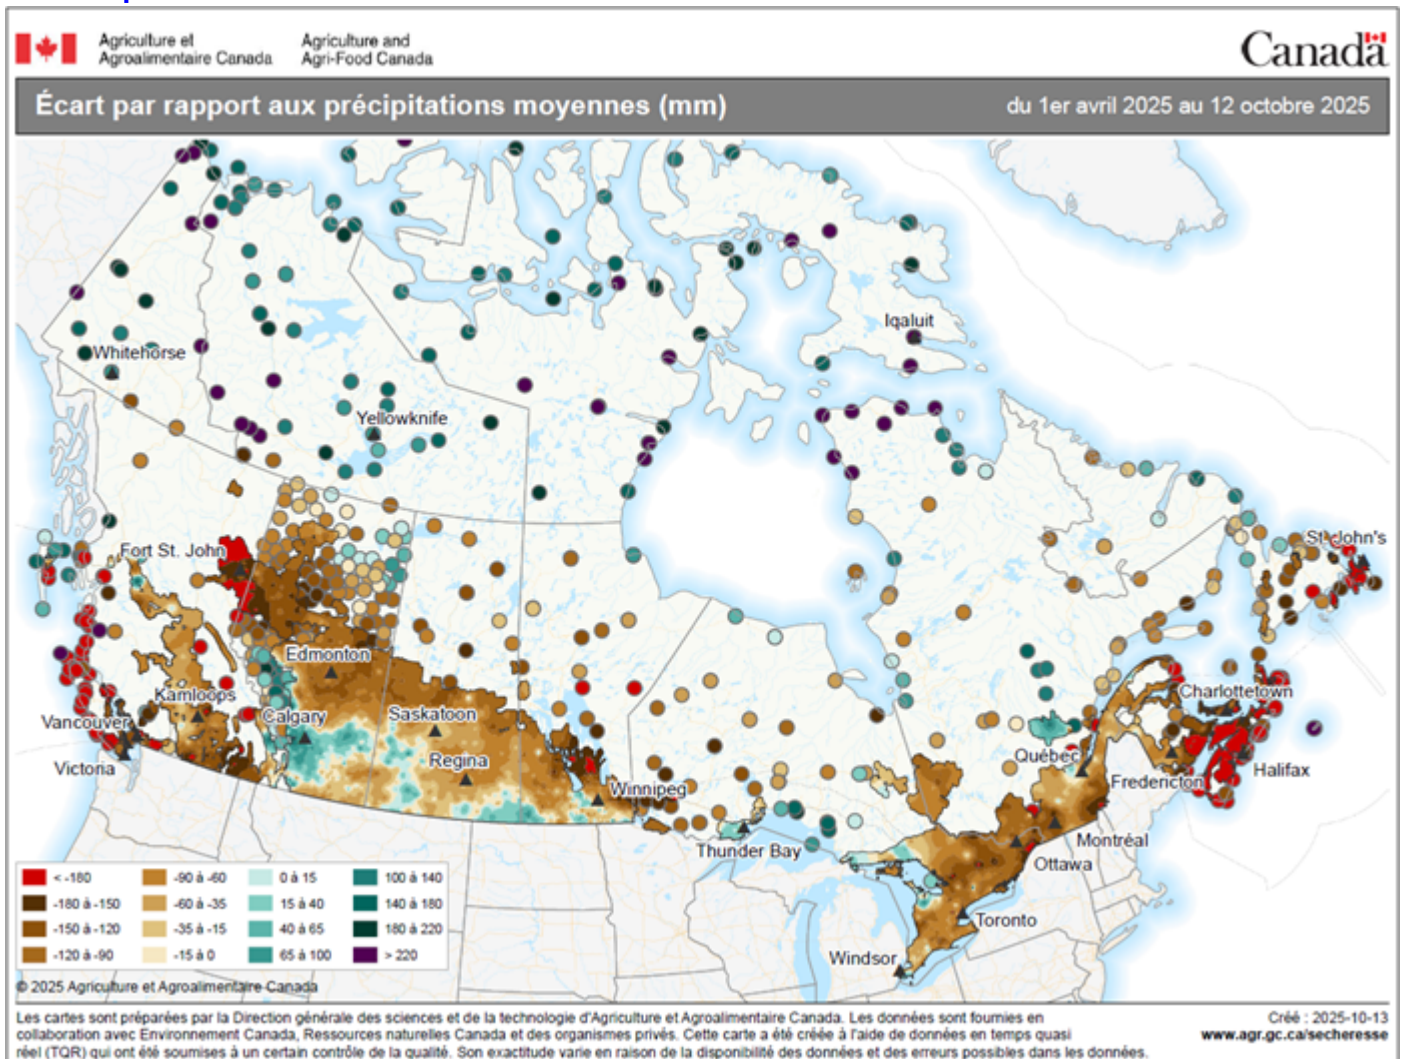 Agriculture et
Agroalimentaire Canada
Agriculture and
Agri-Food Canada
Canada
Écart par rapport aux précipitations moyennes (mm)
du 1er avril 2025 au 12 octobre 2025
Iqaluit
Whitehorse
Yellowknife
Fort St. John
St. John's
Edmonton
Kamloops
Calgary
Saskatoon
Charlottetown
Vancouver
Victoria
Regina
Winnipeg
Québec
Fredericton
Halifax
Thunder Bay
Montréal
Ottawa
Toronto
Windsor
< -180
-90 à -60
0 à 15
100 à 140
-180 à -150
-60 à -35
15 à 40
140 à 180
-150 à -120
-35 à -15
40 à 65
180 à 220
-120 à -90
-15 à 0
65 à 100
> 220
© 2025 Agriculture et Agroalimentaire Canada
Les cartes sont préparées par la Direction générale des sciences et de la technologie d'Agriculture et Agroalimentaire Canada. Les données sont fournies en
collaboration avec Environnement Canada, Ressources naturelles Canada et des organismes privés. Cette carte a été créée à l'aide de données en temps quasi
réel (TQR) qui ont été soumises à un certain contrôle de la qualité. Son exactitude varie en raison de la disponibilité des données et des erreurs possibles dans les données.
Créé : 2025-10-13
www.agr.gc.ca/secheresse